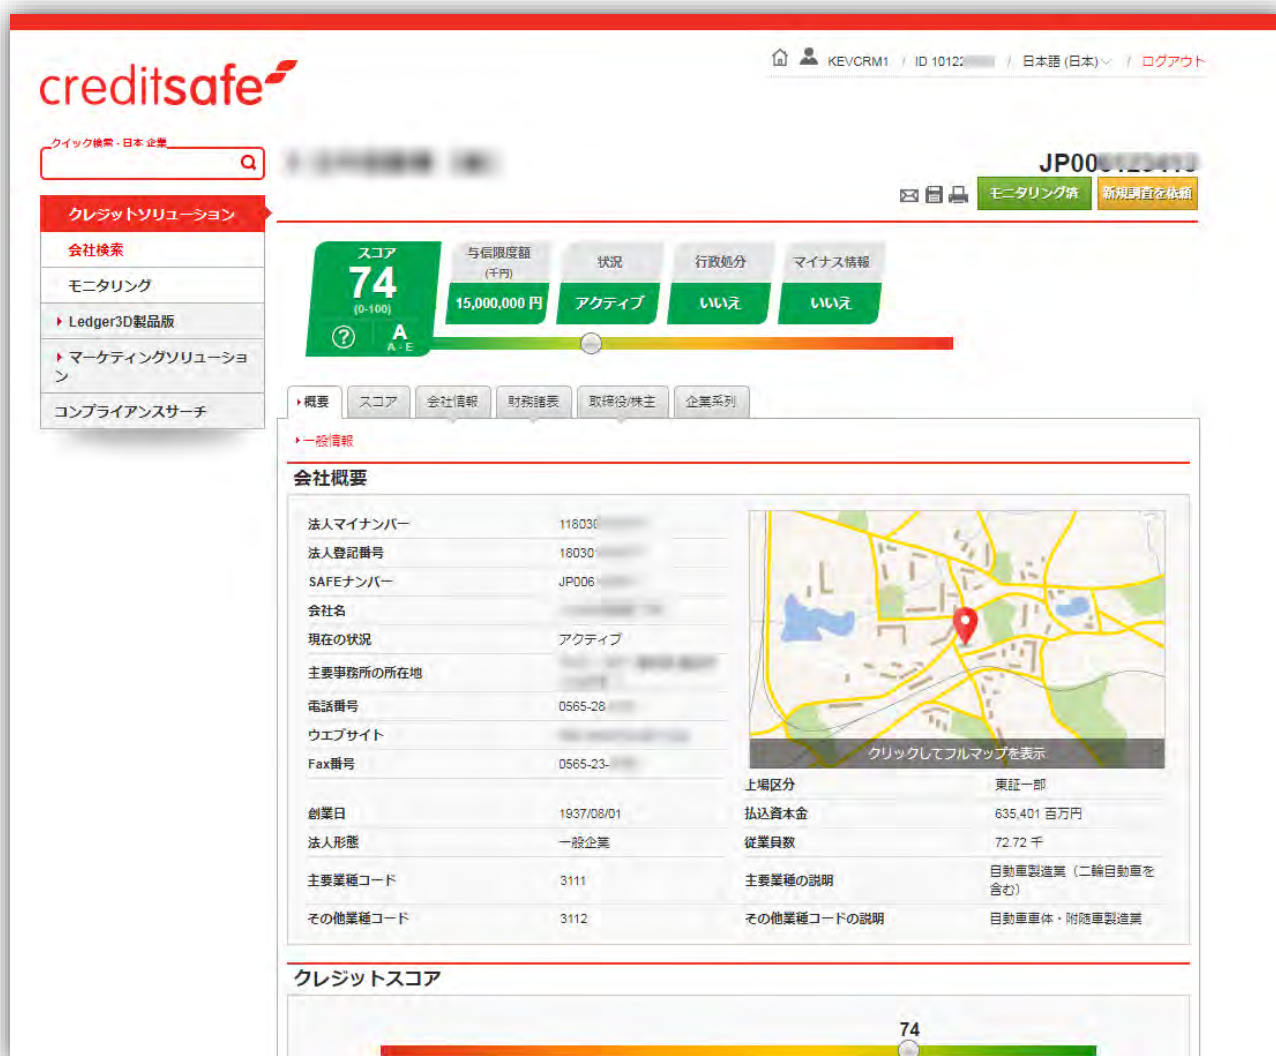 creditsafe
KEVCRM1 / ID 10122 / 日本語 (日本) / ログアウト
クイック検索 - 日本 企業
JP00
モニタリング済
新規調査を依頼
クレジットソリューション
会社検索
モニタリング
Ledger3D製品版
マーケティングソリューショ
ン
コンプライアンスサーチ
スコア
74
(0-100)
?
A
A - E
与信限度額
(千円)
15,000,000 円
状況
アクティブ
行政処分
いいえ
マイナス情報
いいえ
概要 スコア 会社情報 財務諸表 取締役/株主 企業系列
一般情報
会社概要
法人マイナンバー 11803
法人登記番号 18030
SAFEナンバー JP006
会社名
現在の状況 アクティブ
主要事務所の所在地
電話番号 0565-28
ウエブサイト
Fax番号 0565-23-
クリックしてフルマップを表示
上場区分 東証一部
創業日 1937/08/01 払込資本金 635,401 百万円
法人形態 一般企業 従業員数 72.72 千
主要業種コード 3111 主要業種の説明 自動車製造業（二輪自動車を
含む）
その他業種コード 3112 その他業種コードの説明 自動車車体・附随車製造業
クレジットスコア
74